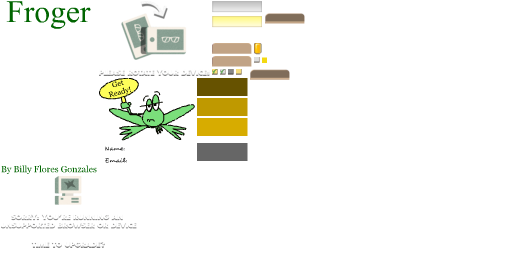 Froger
PLEASE ROTATE YOUR DEVICE!
Get
Ready!
Name:
Email:
By Billy Flores Gonzales
SORRY! YOU'RE RUNNING AN
UNSUPPORTED BROWSER OR DEVICE
TIME TO UPGRADE?